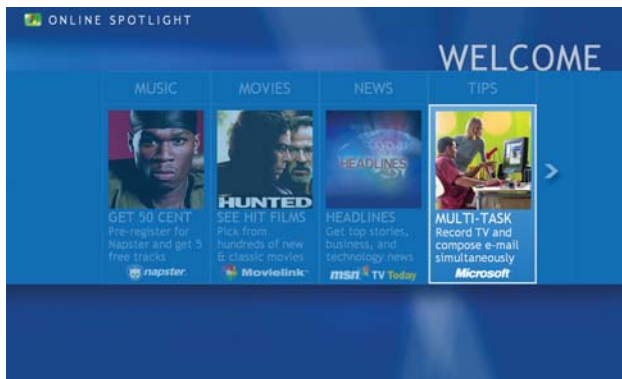 ONLINE SPOTLIGHT
WELCOME
MUSIC
MOVIES
NEWS
TIPS
HUNTED
HEADLINES
GET 50 CENT
Pre-register for
Napster and get 5
free tracks
napster.
SEE HIT FILMS
Pick from
hundreds of new
& classic movies
Movielink
HEADLINES
Get top stories,
business, and
technology news
msn TV Today
MULTI-TASK
Record TV and
compose e-mail
simultaneously
Microsoft
>